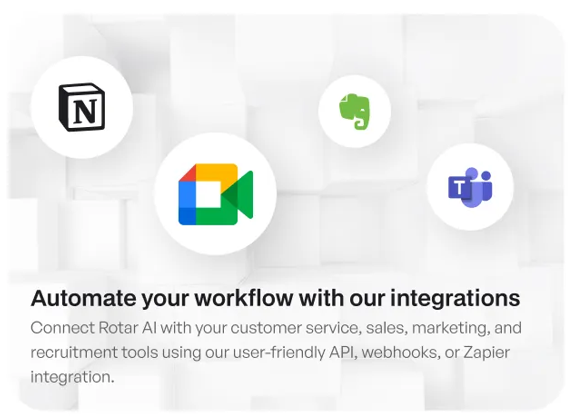 N
T
Automate your workflow with our integrations
Connect Rotar AI with your customer service, sales, marketing, and
recruitment tools using our user-friendly API, webhooks, or Zapier
integration.